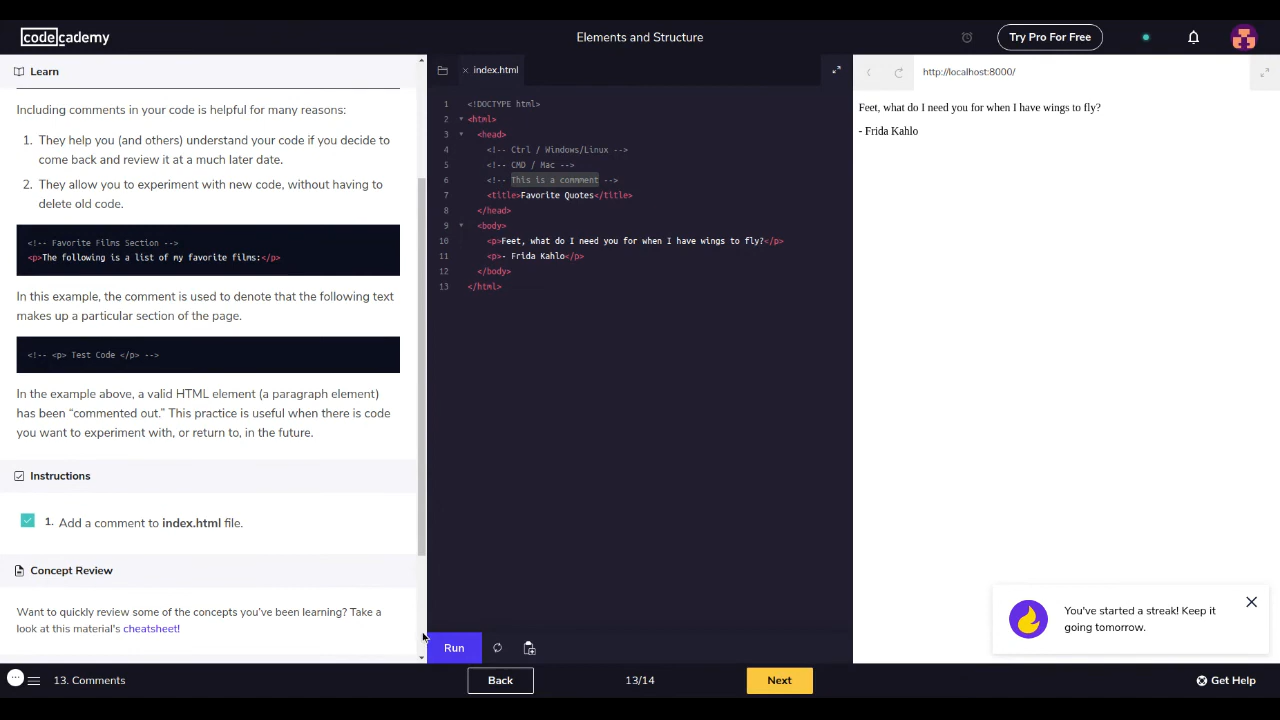 codecademy
Elements and Structure
Try Pro For Free
Learn
Including comments in your code is helpful for many reasons:
1. They help you (and others) understand your code if you decide to
come back and review it at a much later date.
2. They allow you to experiment with new code, without having to
delete old code.
<!-- Favorite Films Section -->
<p>The following is a list of my favorite films:</p>
In this example, the comment is used to denote that the following text
makes up a particular section of the page.
<!-- <p> Test Code </p> -->
In the example above, a valid HTML element (a paragraph element)
has been “commented out.” This practice is useful when there is code
you want to experiment with, or return to, in the future.
Instructions
1. Add a comment to index.html file.
Concept Review
Want to quickly review some of the concepts you’ve been learning? Take a
look at this material's cheatsheet!
index.html
1 <!DOCTYPE html>
2 <html>
3 <head>
4 <!-- Ctrl / Windows/Linux -->
5 <!-- CMD / Mac -->
6 <!-- This is a comment -->
7 <title>Favorite Quotes</title>
8 </head>
9 <body>
10 <p>Feet, what do I need you for when I have wings to fly?</p>
11 <p>- Frida Kahlo</p>
12 </body>
13 </html>
Run
http://localhost:8000/
Feet, what do I need you for when I have wings to fly?
- Frida Kahlo
You've started a streak! Keep it
going tomorrow.
13. Comments
Back
13/14
Next
Get Help